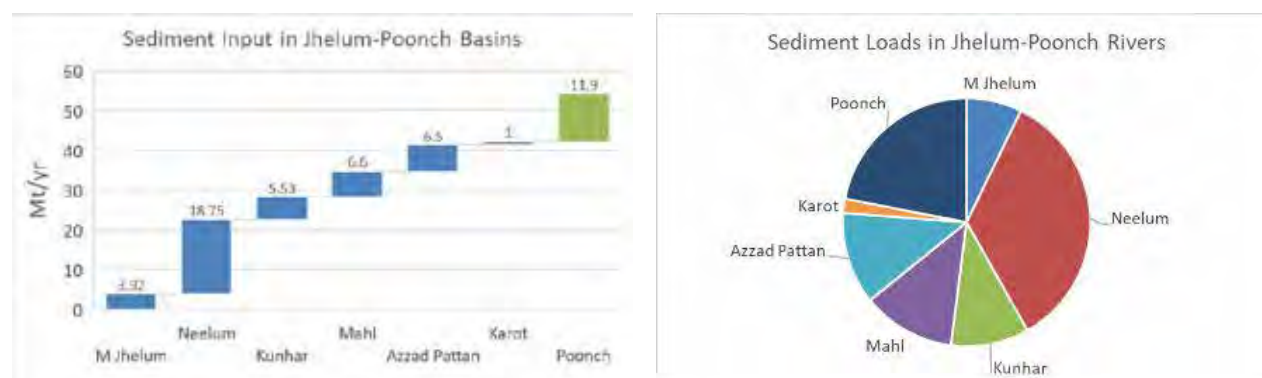 Sediment Input in Jhelum-Poonch Basins
50
50
40
30
20
10
0
Mt/yr
3.92
18.75
5.53
6.6
6.5
1
11.9
Neelum
Mahl
Karot
M Jhelum
Kunhar
Azzad Pattan
Poonch
Sediment Loads in Jhelum-Poonch Rivers
M Jhelum
Poonch
Karot
Neelum
Azzad Pattan
Mahl
Kunhar